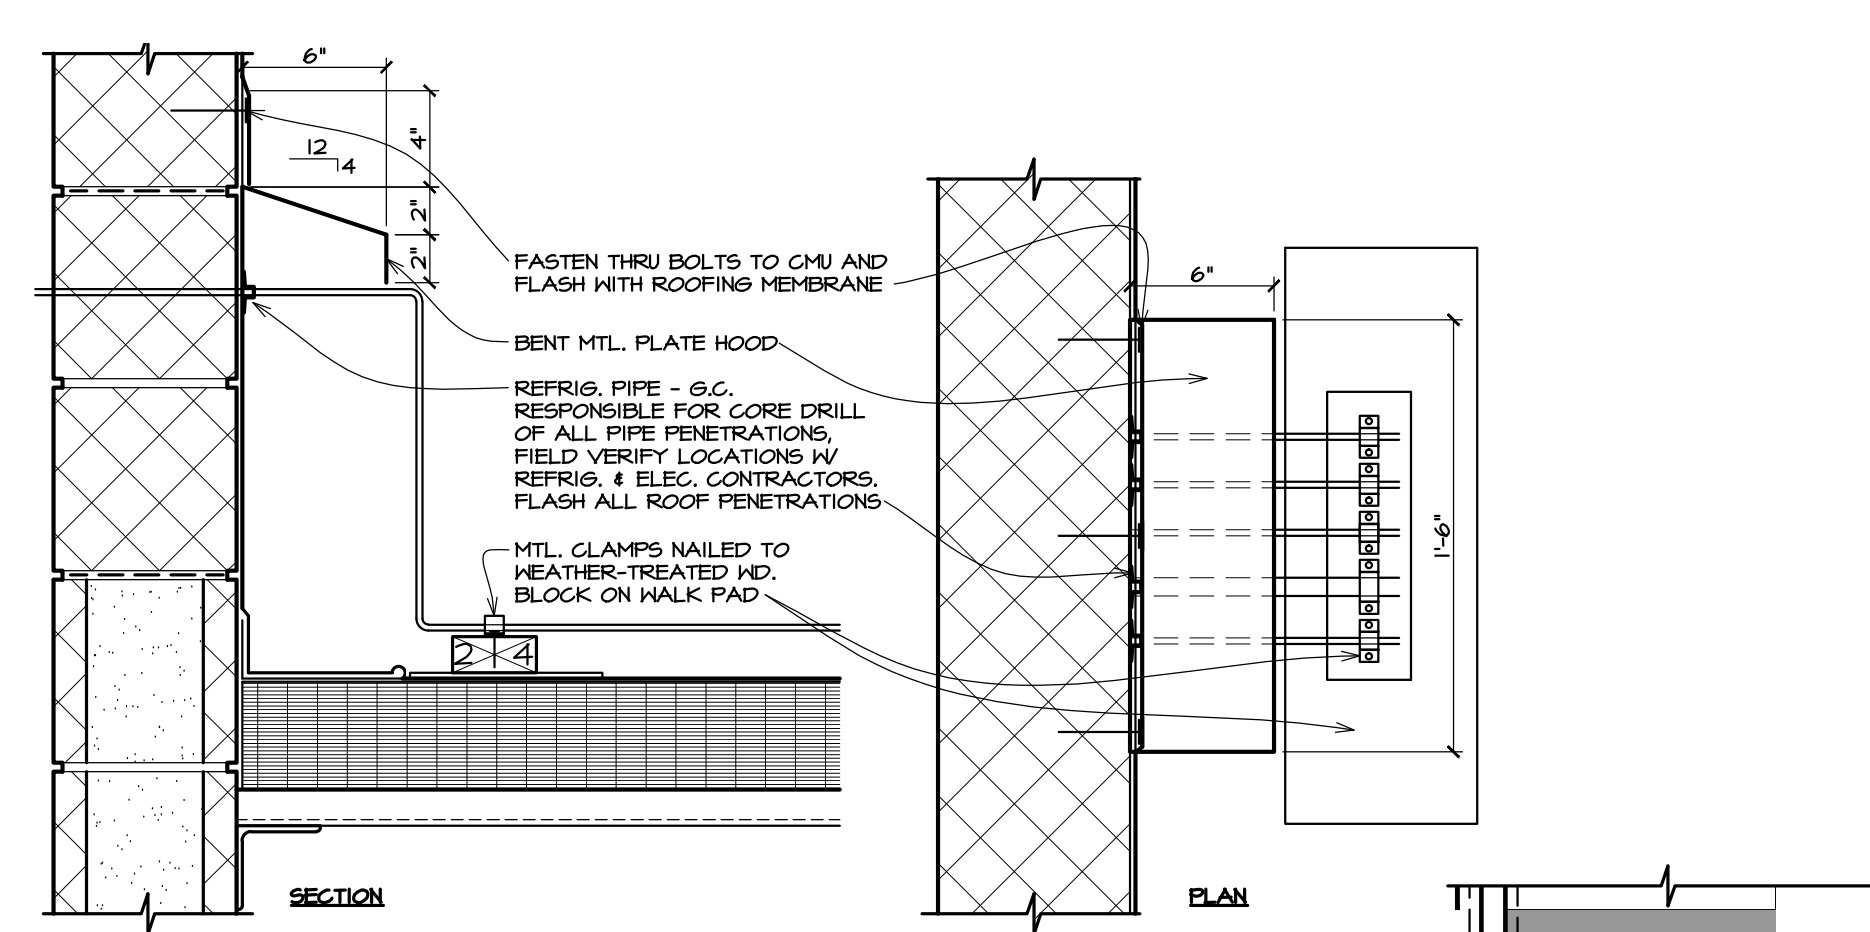 6"
12
4
4"
2"
2"
FASTEN THRU BOLTS TO CMU AND
FLASH WITH ROOFING MEMBRANE
BENT MTL. PLATE HOOD
REFRIG. PIPE - G.C.
RESPONSIBLE FOR CORE DRILL
OF ALL PIPE PENETRATIONS,
FIELD VERIFY LOCATIONS W/
REFRIG. & ELEC. CONTRACTORS.
FLASH ALL ROOF PENETRATIONS
MTL. CLAMPS NAILED TO
WEATHER-TREATED WD.
BLOCK ON WALK PAD
2 4
SECTION
6"
1'-6"
PLAN